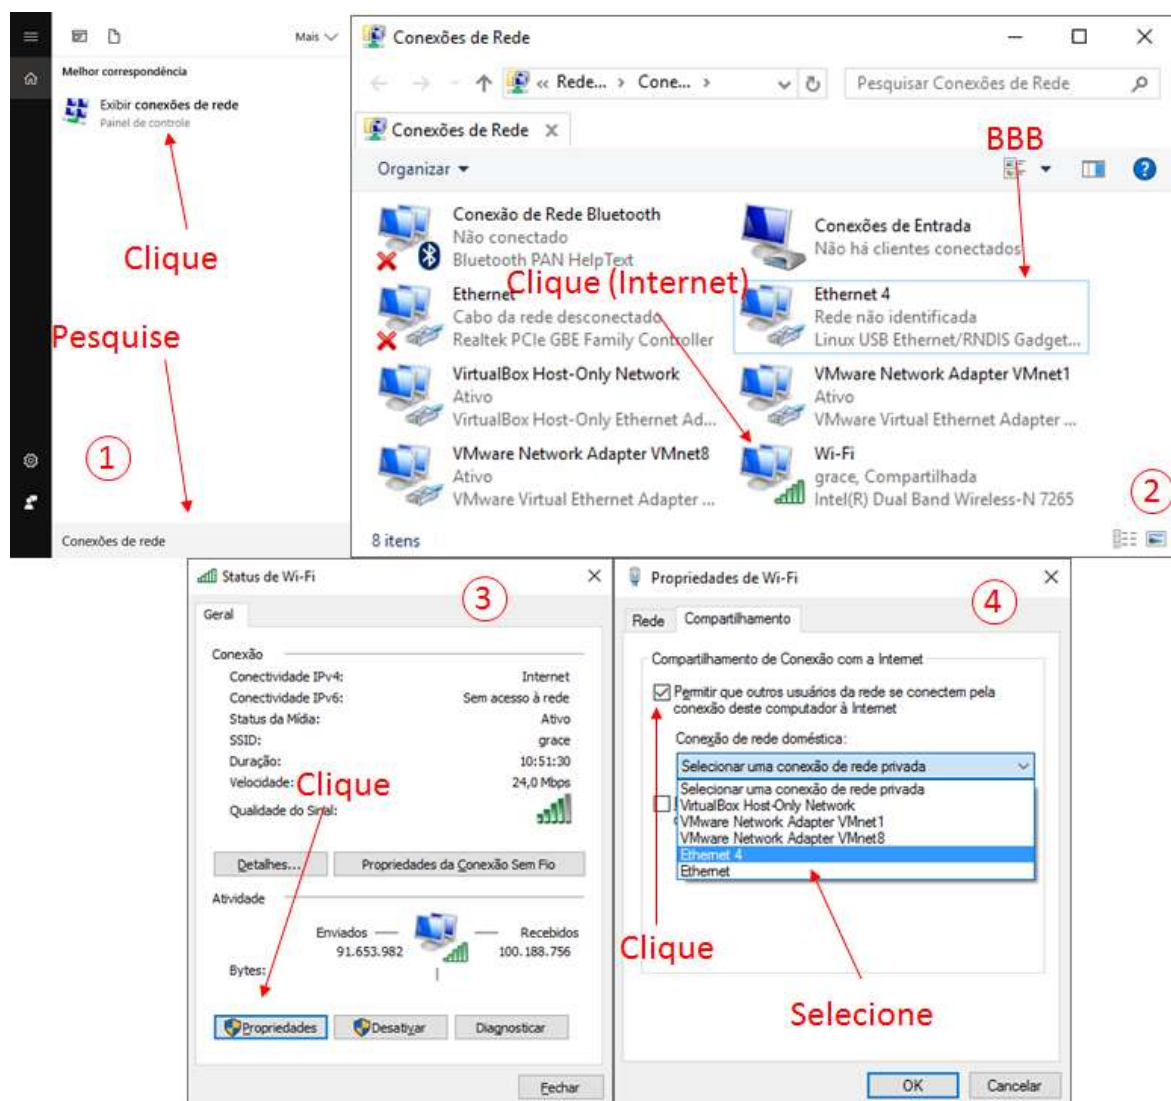 Mais
Melhor correspondência
Exibir conexões de rede
Painel de controle
Clique
Pesquise
1
Conexões de rede
Conexões de Rede
« Rede... > Cone... >
Pesquisar Conexões de Rede
Conexões de Rede X
BBB
Organizar
Conexão de Rede Bluetooth
Não conectado
Bluetooth PAN HelpText
Conexões de Entrada
Não há clientes conectados
Clique (Internet)
Ethernet
Cabo da rede desconectado
Realtek PCIe GBE Family Controller
Ethernet 4
Rede não identificada
Linux USB Ethernet/RNDIS Gadget...
VirtualBox Host-Only Network
Ativo
VirtualBox Host-Only Ethernet Ad...
VMware Network Adapter VMnet1
Ativo
VMware Virtual Ethernet Adapter ...
VMware Network Adapter VMnet8
Ativo
VMware Virtual Ethernet Adapter ...
Wi-Fi
grace, Compartilhada
Intel(R) Dual Band Wireless-N 7265
2
8 itens
Status de Wi-Fi
3
Geral
Conexão
Conectividade IPv4: Internet
Conectividade IPv6: Sem acesso à rede
Status da Mídia: Ativo
SSID: grace
Duração: 10:51:30
Velocidade: 24,0 Mbps
Clique
Qualidade do Sinal:
Detalhes... Propriedades da Conexão Sem Fio
Atividade
Enviados — Recebidos
Bytes: 91.653.982 100.188.756
Propriedades Desativar Diagnosticar
Fechar
Propriedades de Wi-Fi
4
Rede Compartilhamento
Compartilhamento de Conexão com a Internet
Permitir que outros usuários da rede se conectem pela
conexão deste computador à Internet
Conexão de rede doméstica:
Selecionar uma conexão de rede privada
Selecionar uma conexão de rede privada
VirtualBox Host-Only Network
VMware Network Adapter VMnet1
VMware Network Adapter VMnet8
Ethernet 4
Ethernet
Clique
Selecione
OK Cancelar